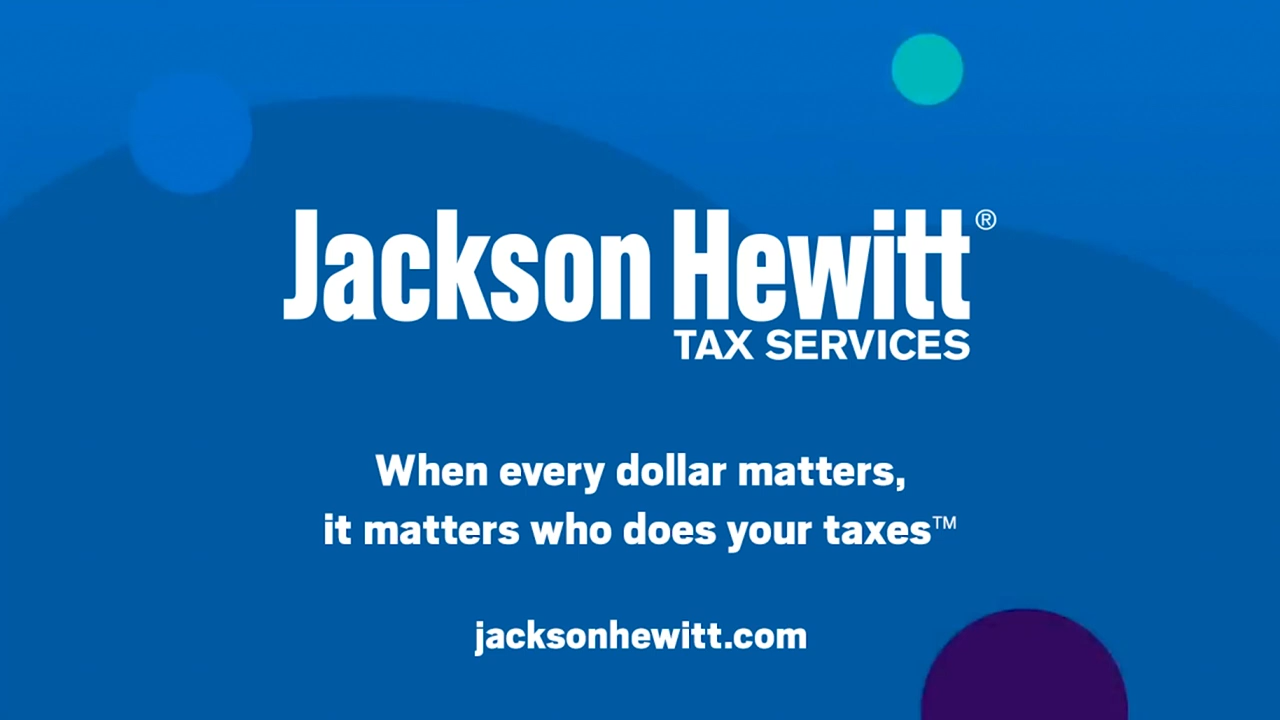 Jackson Hewitt®
TAX SERVICES
When every dollar matters,
it matters who does your taxes™
jacksonhewitt.com